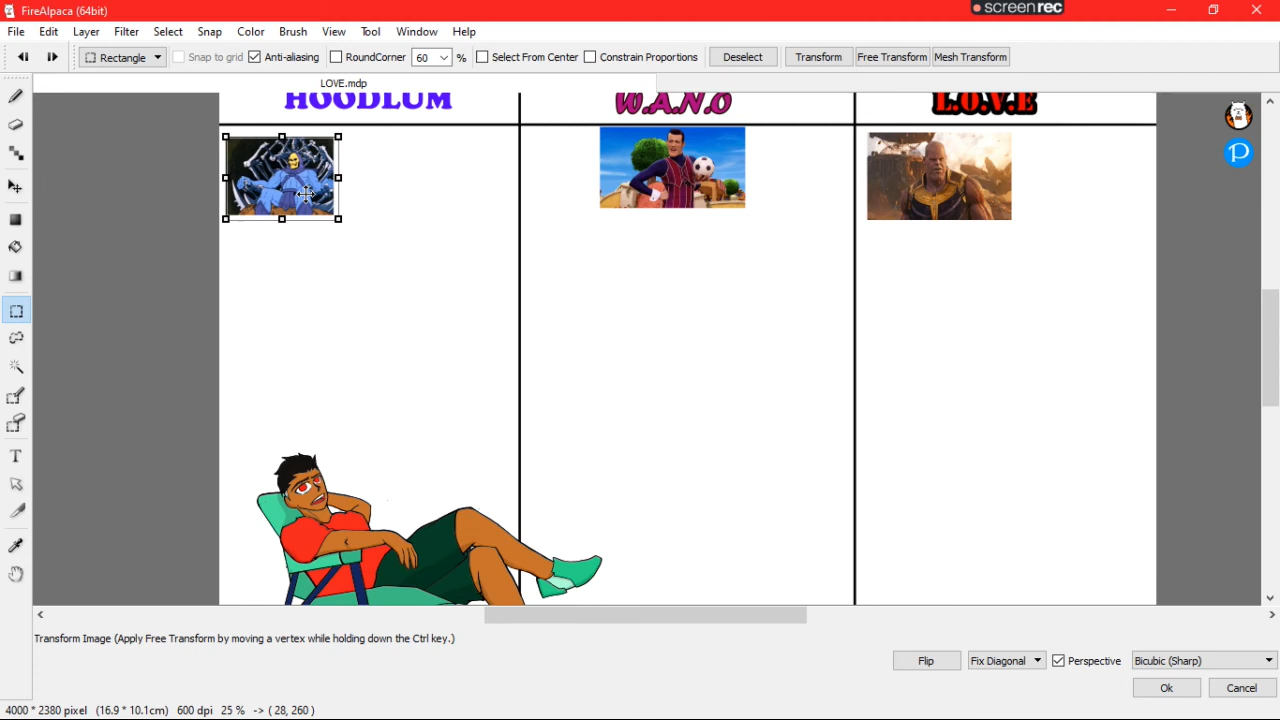 FireAlpaca (64bit)
screenrec
File Edit Layer Filter Select Snap Color Brush View Tool Window Help
Rectangle Snap to grid Anti-aliasing RoundCorner 60 % Select From Center Constrain Proportions Deselect Transform Free Transform Mesh Transform
LOVE.mdp
HOODLUM W.A.N.O L.O.V.E
Transform Image (Apply Free Transform by moving a vertex while holding down the Ctrl key.)
Flip Fix Diagonal Perspective Bicubic (Sharp)
Ok Cancel
4000 * 2380 pixel (16.9 * 10.1cm) 600 dpi 25 % -> ( 28, 260 )